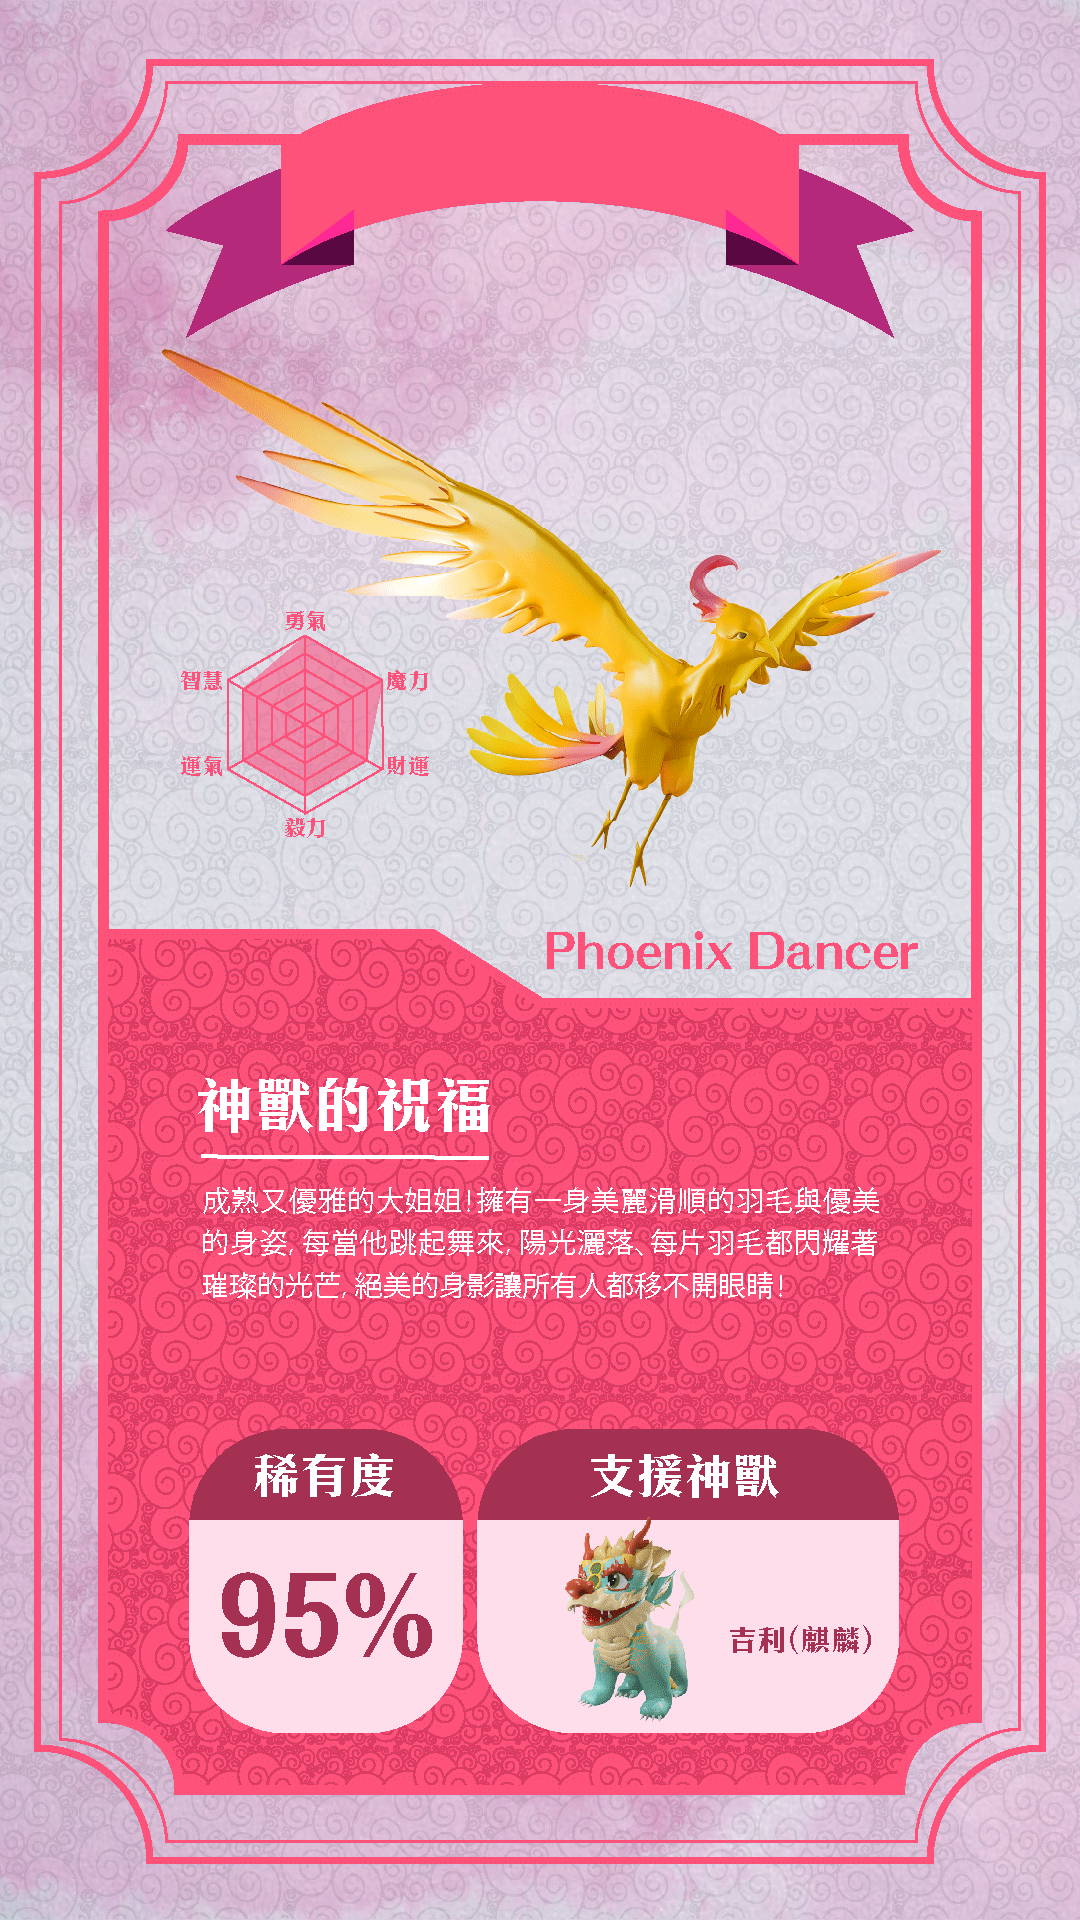 勇氣
智慧
魔力
運氣
財運
毅力
Phoenix Dancer
神獸的祝福
成熟又優雅的大姐姐!擁有一身美麗滑順的羽毛與優美
的身姿, 每當他跳起舞來, 陽光灑落、每片羽毛都閃耀著
璀璨的光芒, 絕美的身影讓所有人都移不開眼睛!
稀有度
支援神獸
95%
吉利(麒麟)